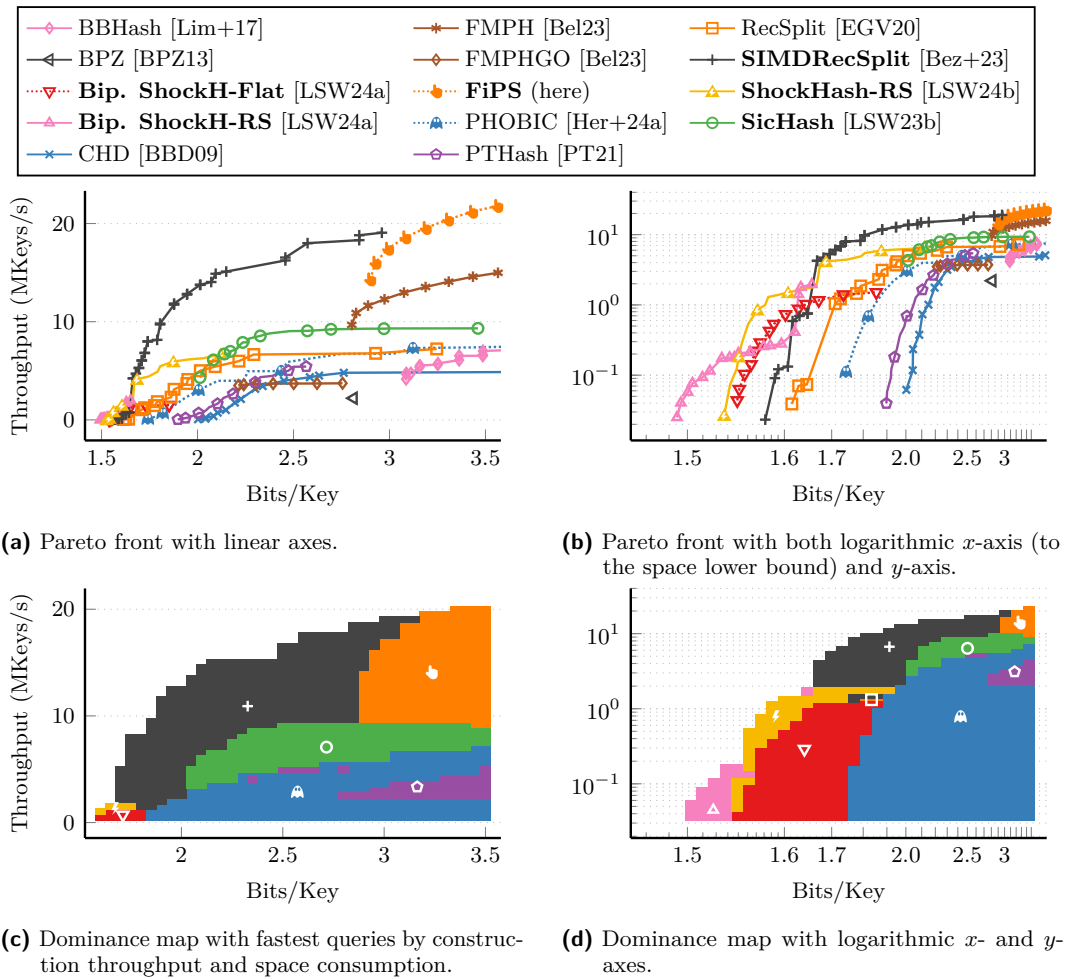 BBHash [Lim+17]
FMPH [Bel23]
RecSplit [EGV20]
BPZ [BPZ13]
FMPHGO [Bel23]
SIMDRecSplit [Bez+23]
Bip. ShockH-Flat [LSW24a]
FiPS (here)
ShockHash-RS [LSW24b]
Bip. ShockH-RS [LSW24a]
PHOBIC [Her+24a]
SicHash [LSW23b]
CHD [BBD09]
PTHash [PT21]
Throughput (MKeys/s)
20
10
0
1.5 2 2.5 3 3.5
Bits/Key
10^1
10^0
10^−1
1.5 1.6 1.7 2.0 2.5 3
Bits/Key
(a) Pareto front with linear axes.
(b) Pareto front with both logarithmic x-axis (to
the space lower bound) and y-axis.
Throughput (MKeys/s)
20
10
0
2 2.5 3 3.5
Bits/Key
10^1
10^0
10^−1
1.5 1.6 1.7 2.0 2.5 3
Bits/Key
(c) Dominance map with fastest queries by construc-
tion throughput and space consumption.
(d) Dominance map with logarithmic x- and y-
axes.